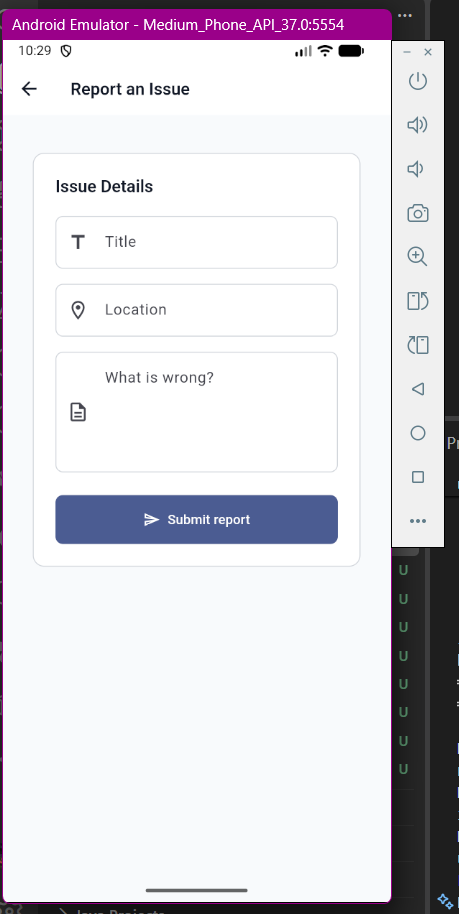 Android Emulator - Medium_Phone_API_37.0:5554
10:29
Report an Issue
Issue Details
Title
Location
What is wrong?
Submit report
U
U
U
U
U
U
U
U